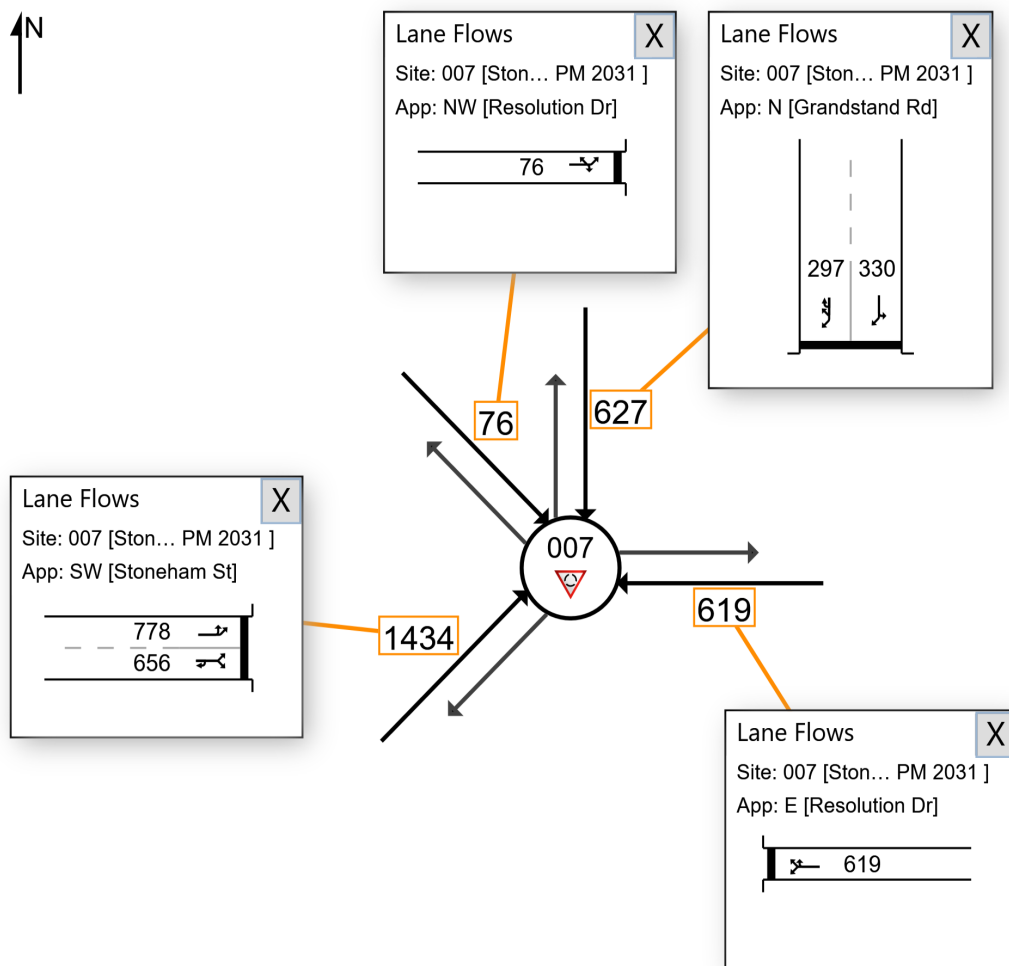 N
Lane Flows
X
Site: 007 [Ston... PM 2031 ]
App: NW [Resolution Dr]
76
Lane Flows
X
Site: 007 [Ston... PM 2031 ]
App: N [Grandstand Rd]
297 330
76
627
Lane Flows
X
Site: 007 [Ston... PM 2031 ]
App: SW [Stoneham St]
778
656
1434
007
619
Lane Flows
X
Site: 007 [Ston... PM 2031 ]
App: E [Resolution Dr]
619